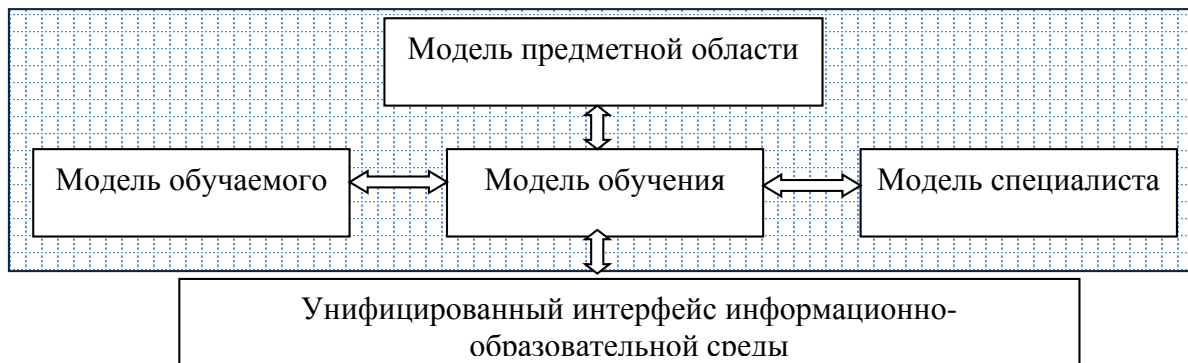 Модель предметной области
Модель обучаемого
Модель обучения
Модель специалиста
Унифицированный интерфейс информационно-
образовательной среды